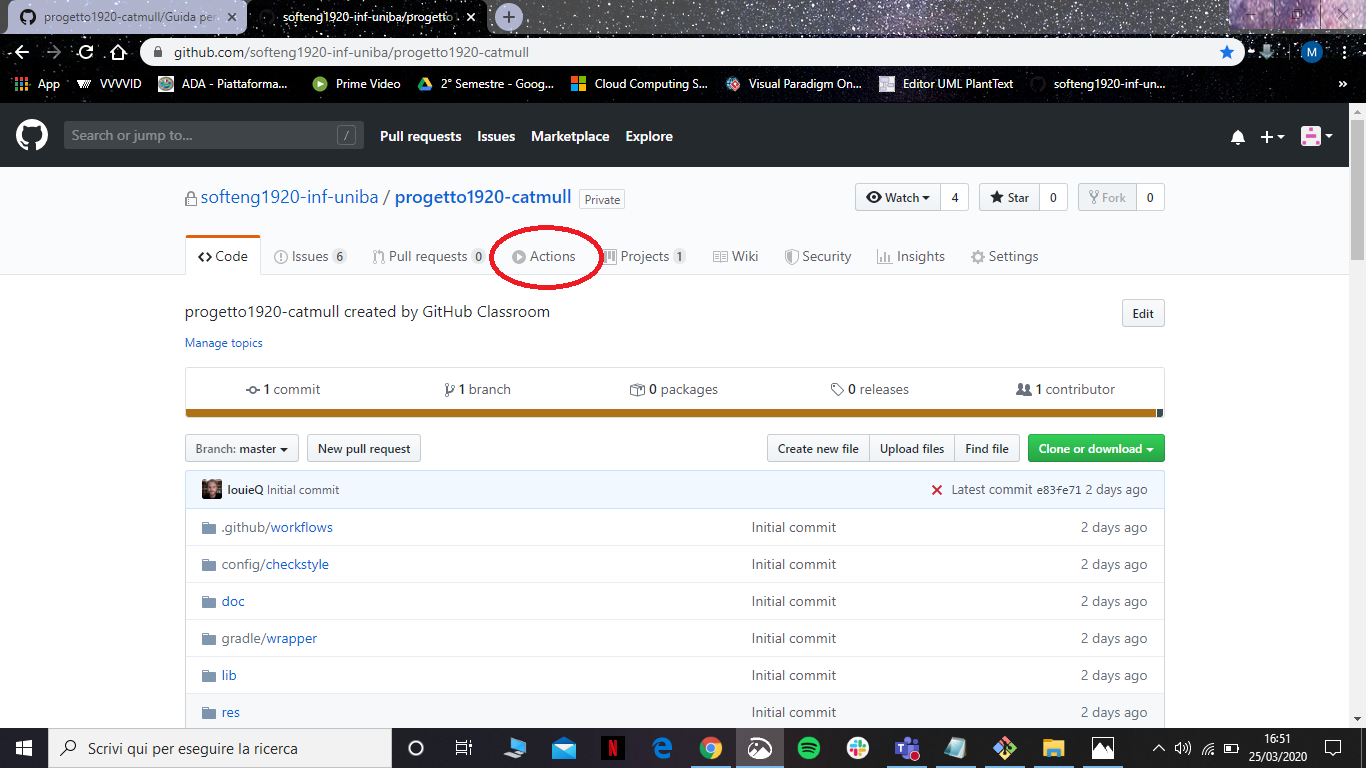 progetto1920-catmull/Guida per
softeng1920-inf-uniba/progetto
github.com/softeng1920-inf-uniba/progetto1920-catmull
M
App
VVVVID
ADA - Piattaforma...
Prime Video
2° Semestre - Goog...
Cloud Computing S...
Visual Paradigm On...
Editor UML PlantText
softeng1920-inf-un...
»
Search or jump to...
/
Pull requests
Issues
Marketplace
Explore
softeng1920-inf-uniba / progetto1920-catmull
Private
Watch
4
Star
0
Fork
0
Code
Issues 6
Pull requests 0
Actions
Projects 1
Wiki
Security
Insights
Settings
progetto1920-catmull created by GitHub Classroom
Edit
Manage topics
1 commit
1 branch
0 packages
0 releases
1 contributor
Branch: master
New pull request
Create new file
Upload files
Find file
Clone or download
louieQ Initial commit
Latest commit e83fe71 2 days ago
.github/workflows
Initial commit
2 days ago
config/checkstyle
Initial commit
2 days ago
doc
Initial commit
2 days ago
gradle/wrapper
Initial commit
2 days ago
lib
Initial commit
2 days ago
res
Initial commit
2 days ago
Scrivi qui per eseguire la ricerca
16:51
25/03/2020